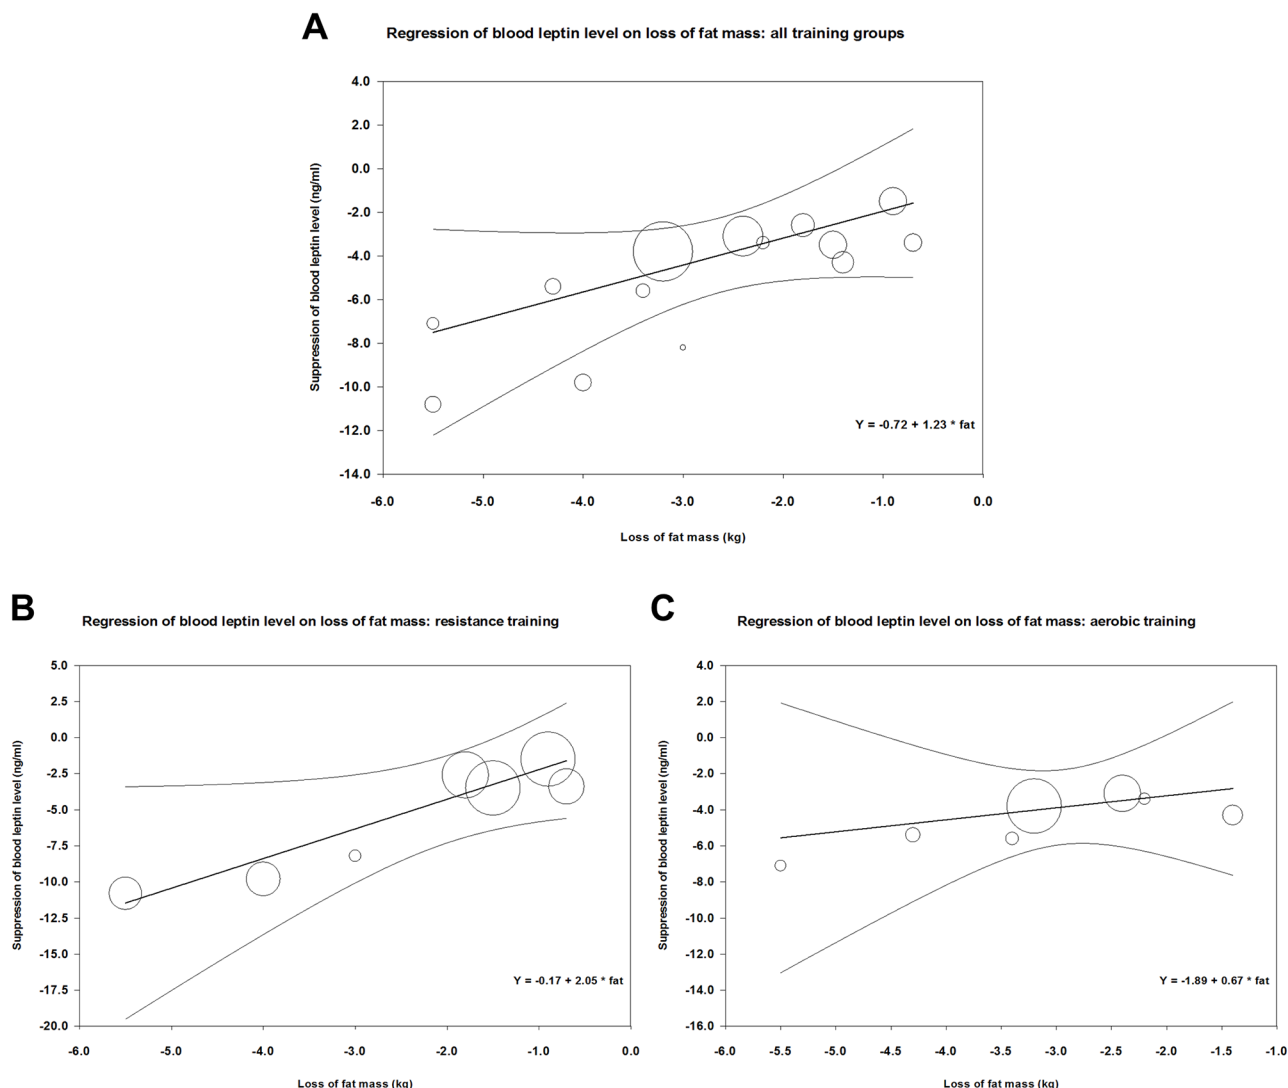 A
Regression of blood leptin level on loss of fat mass: all training groups
4.0
2.0
0.0
-2.0
-4.0
-6.0
-8.0
-10.0
-12.0
-14.0
Suppression of blood leptin level (ng/ml)
Y = -0.72 + 1.23 * fat
-6.0 -5.0 -4.0 -3.0 -2.0 -1.0 0.0
Loss of fat mass (kg)
B
Regression of blood leptin level on loss of fat mass: resistance training
5.0
2.5
0.0
-2.5
-5.0
-7.5
-10.0
-12.5
-15.0
-17.5
-20.0
Suppression of blood leptin level (ng/ml)
Y = -0.17 + 2.05 * fat
-6.0 -4.0 -3.0 -2.0 -1.0 0.0
Loss of fat mass (kg)
C
Regression of blood leptin level on loss of fat mass: aerobic training
4.0
2.0
0.0
-2.0
-4.0
-6.0
-8.0
-10.0
-12.0
-14.0
-16.0
Suppression of blood leptin level (ng/ml)
Y = -1.89 + 0.67 * fat
-6.0 -5.5 -5.0 -4.5 -4.0 -3.5 -3.0 -2.5 -2.0 -1.5 -1.0
Loss of fat mass (kg)